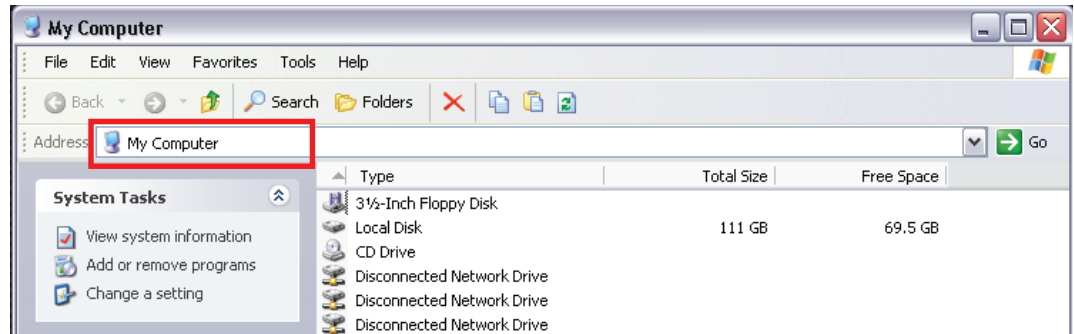 My Computer
File Edit View Favorites Tools Help
Back Search Folders
Address My Computer Go
Type Total Size Free Space
System Tasks
3½-Inch Floppy Disk
View system information
Local Disk 111 GB 69.5 GB
CD Drive
Add or remove programs
Disconnected Network Drive
Change a setting
Disconnected Network Drive
Disconnected Network Drive